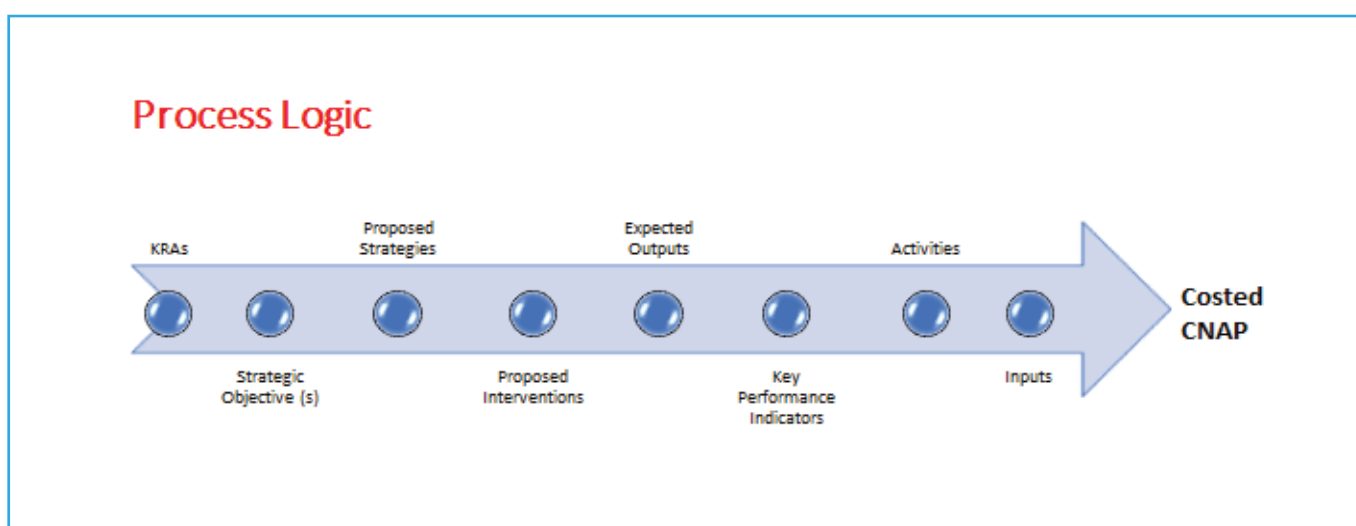 Process Logic
KRAs
Strategic
Objective (s)
Proposed
Strategies
Proposed
Interventions
Expected
Outputs
Key
Performance
Indicators
Activities
Inputs
Costed
CNAP